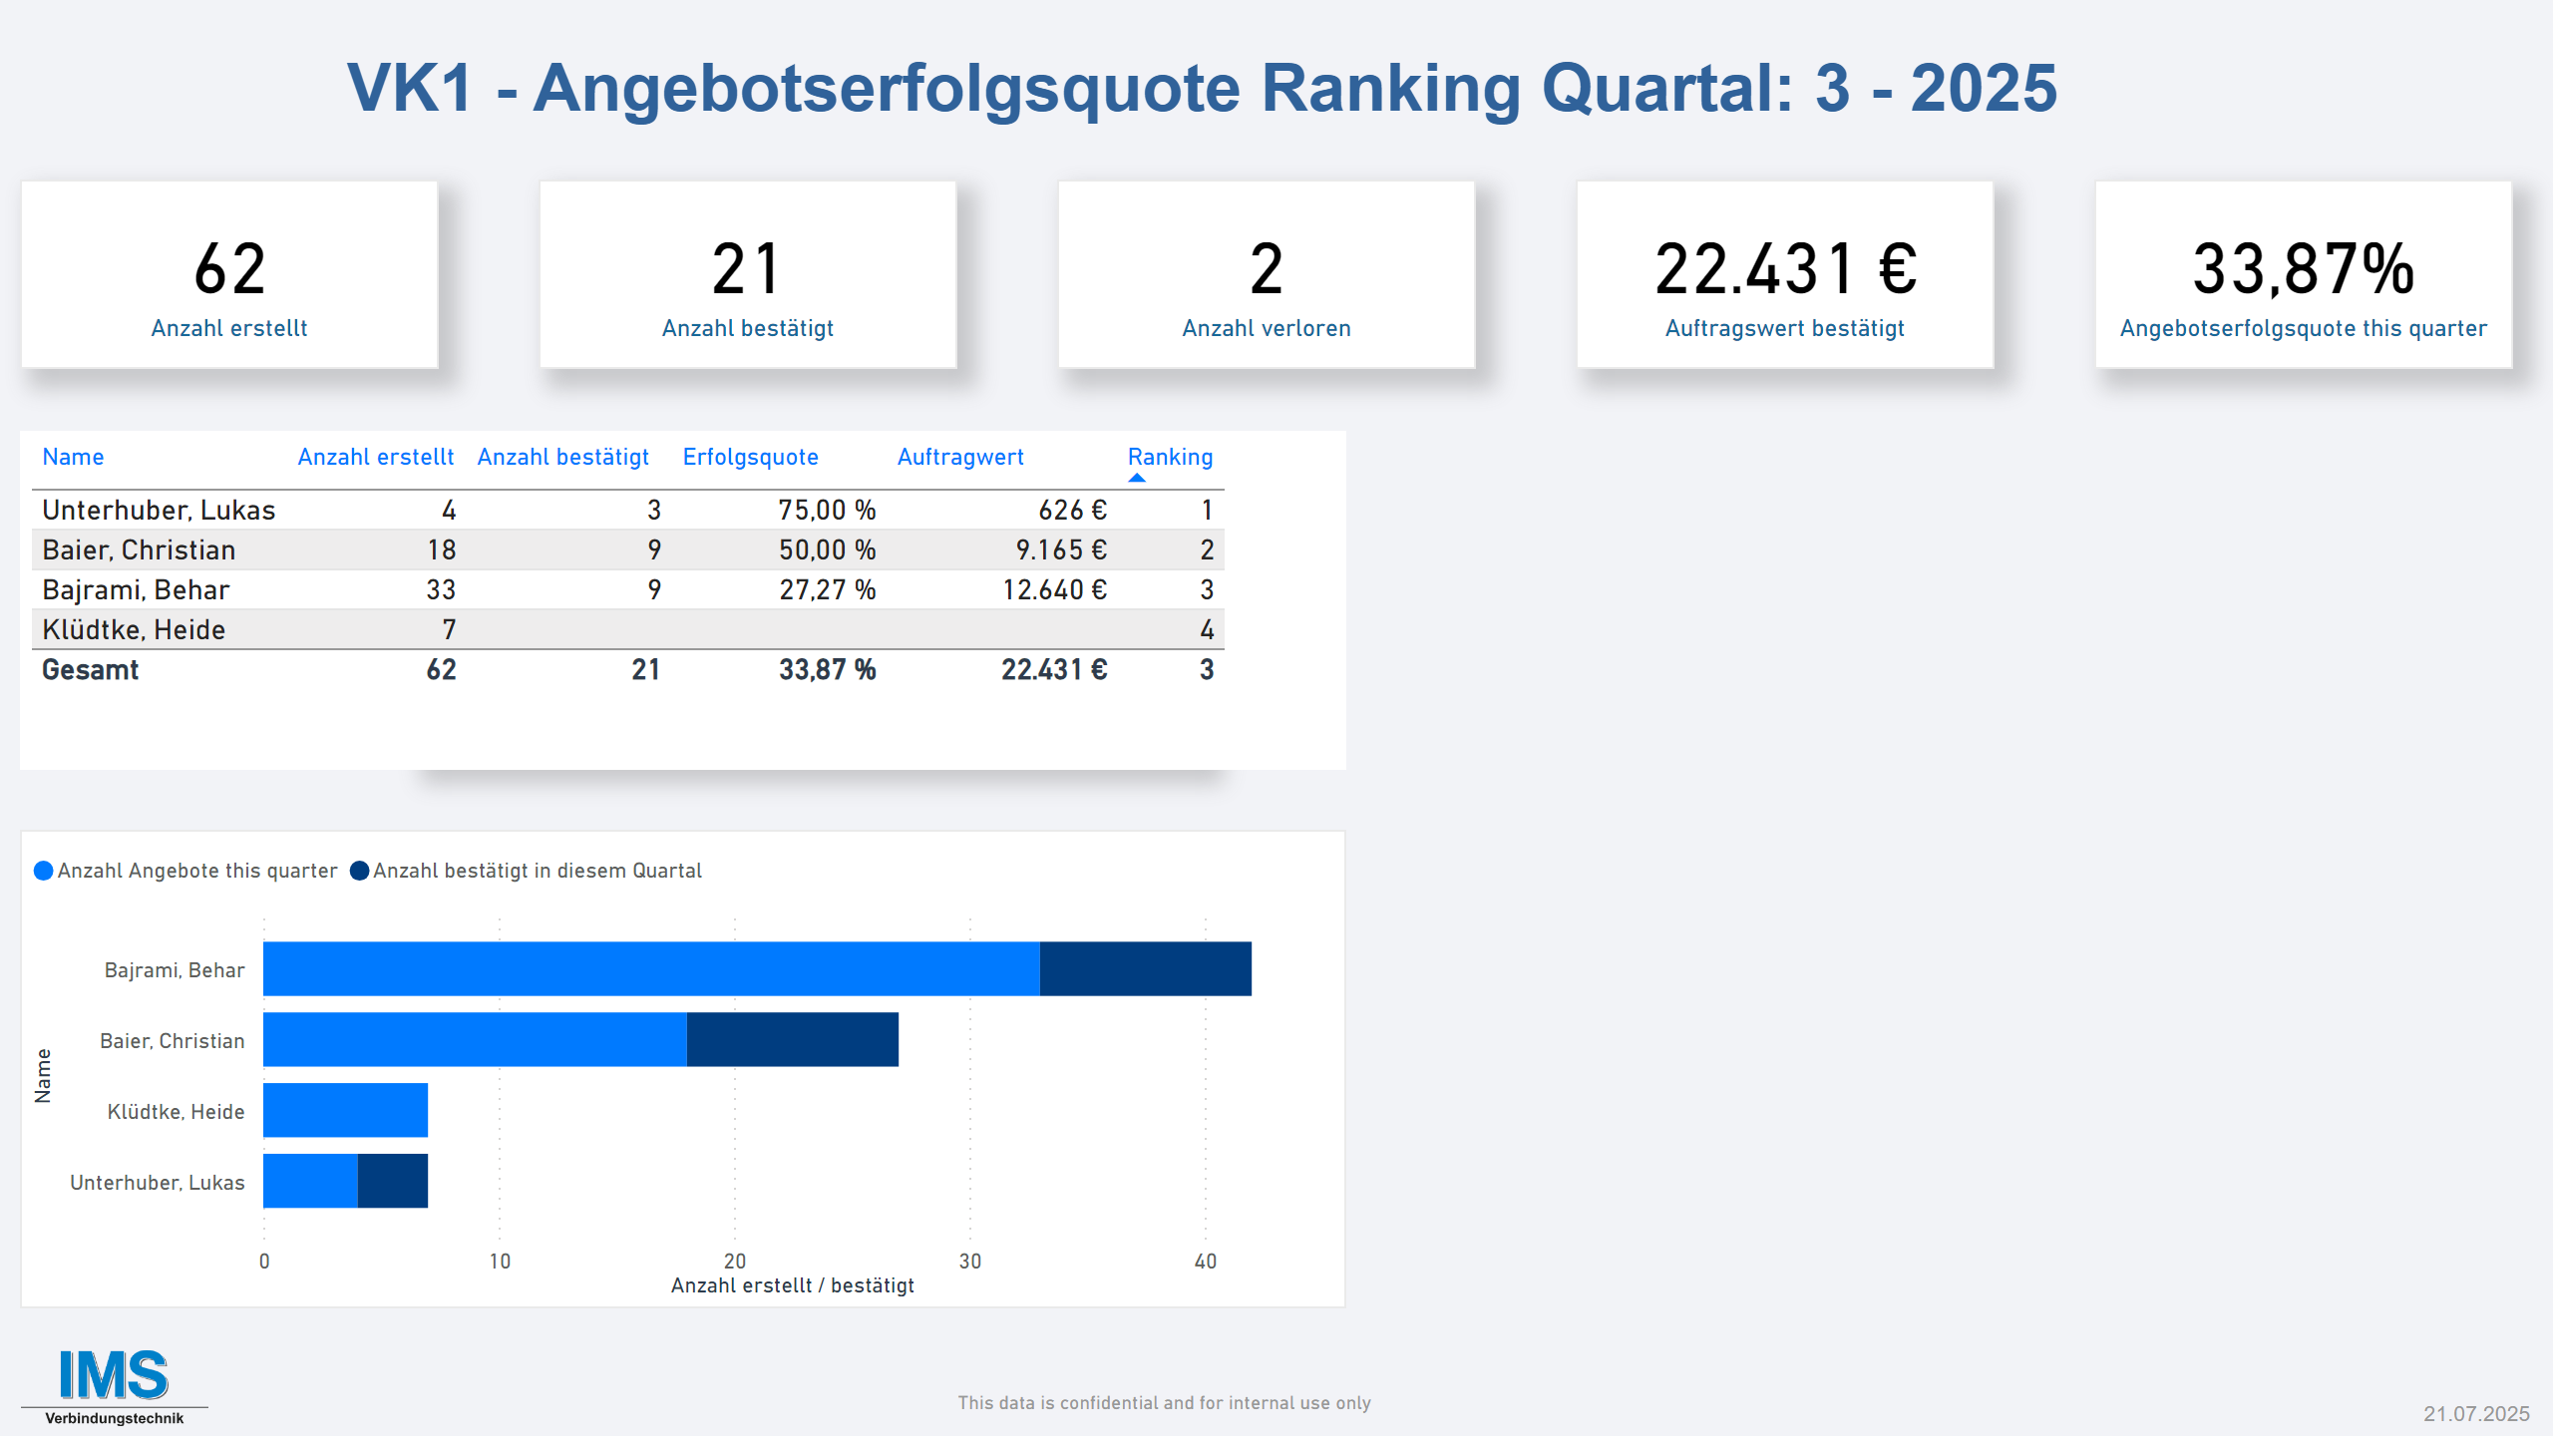 VK1 - Angebotserfolgsquote Ranking Quartal: 3 - 2025
62
Anzahl erstellt
21
Anzahl bestätigt
2
Anzahl verloren
22.431 €
Auftragswert bestätigt
33,87%
Angebotserfolgsquote this quarter
Name Anzahl erstellt Anzahl bestätigt Erfolgsquote Auftragwert Ranking
Unterhuber, Lukas 4 3 75,00 % 626 € 1
Baier, Christian 18 9 50,00 % 9.165 € 2
Bajrami, Behar 33 9 27,27 % 12.640 € 3
Klüdtke, Heide 7 4
Gesamt 62 21 33,87 % 22.431 € 3
Anzahl Angebote this quarter Anzahl bestätigt in diesem Quartal
Name
Bajrami, Behar
Baier, Christian
Klüdtke, Heide
Unterhuber, Lukas
0 10 20 30 40
Anzahl erstellt / bestätigt
IMS
Verbindungstechnik
This data is confidential and for internal use only
21.07.2025